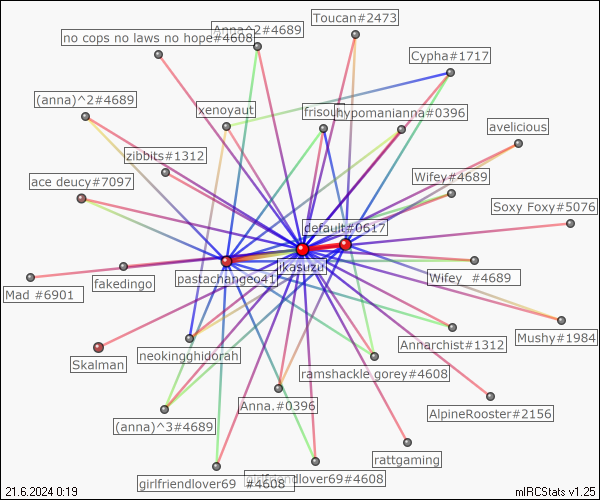 Toucan#2473
Anna^2#4689
no cops no laws no hope#4608
Cypha#1717
(anna)^2#4689
xenoyaut
frisouh
hypomanianna#0396
avelicious
zibbits#1312
ace deucy#7097
Wifey#4689
Soxy Foxy#5076
default#0617
ikasuzu
pastachangeo41
fakedingo
Mad #6901
Wifey #4689
Mushy#1984
Annarchist#1312
neokingghidorah
Skalman
ramshackle gorey#4608
Anna.#0396
AlpineRooster#2156
(anna)^3#4689
rattgaming
girlfriendlover69 #4608
girlfriendlover69#4608
21.6.2024 0:19
mIRCStats v1.25